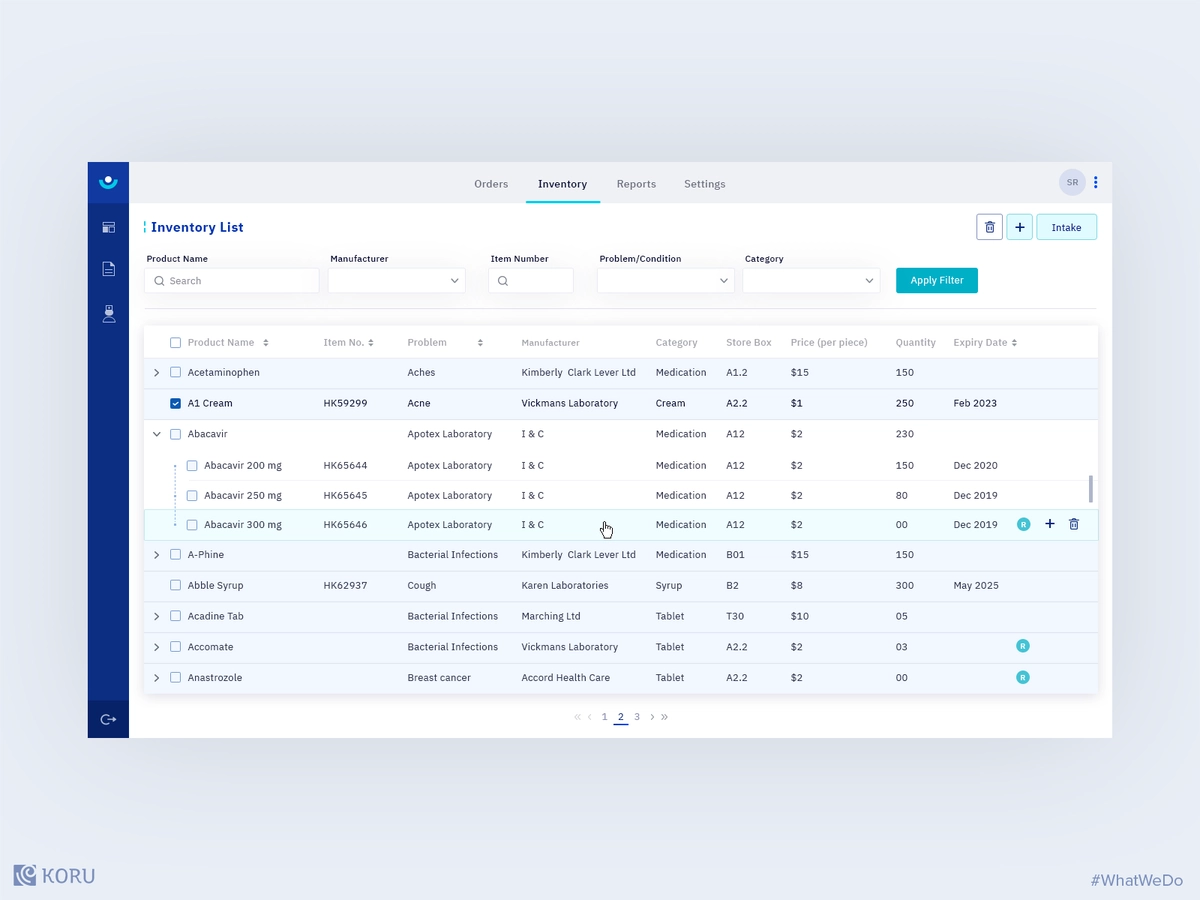 Orders Inventory Reports Settings SR
Inventory List Intake
Product Name Manufacturer Item Number Problem/Condition Category
Search Apply Filter
Product Name Item No. Problem Manufacturer Category Store Box Price (per piece) Quantity Expiry Date
Acetaminophen Aches Kimberly Clark Lever Ltd Medication A1.2 $15 150
A1 Cream HK59299 Acne Vickmans Laboratory Cream A2.2 $1 250 Feb 2023
Abacavir Apotex Laboratory I & C Medication A12 $2 230
Abacavir 200 mg HK65644 Apotex Laboratory I & C Medication A12 $2 150 Dec 2020
Abacavir 250 mg HK65645 Apotex Laboratory I & C Medication A12 $2 80 Dec 2019
Abacavir 300 mg HK65646 Apotex Laboratory I & C Medication A12 $2 00 Dec 2019 R
A-Phine Bacterial Infections Kimberly Clark Lever Ltd Medication B01 $15 150
Abble Syrup HK62937 Cough Karen Laboratories Syrup B2 $8 300 May 2025
Acadine Tab Bacterial Infections Marching Ltd Tablet T30 $10 05
Accomate Bacterial Infections Vickmans Laboratory Tablet A2.2 $2 03 R
Anastrozole Breast cancer Accord Health Care Tablet A2.2 $2 00 R
« ‹ 1 2 3 › »
KORU
#WhatWeDo